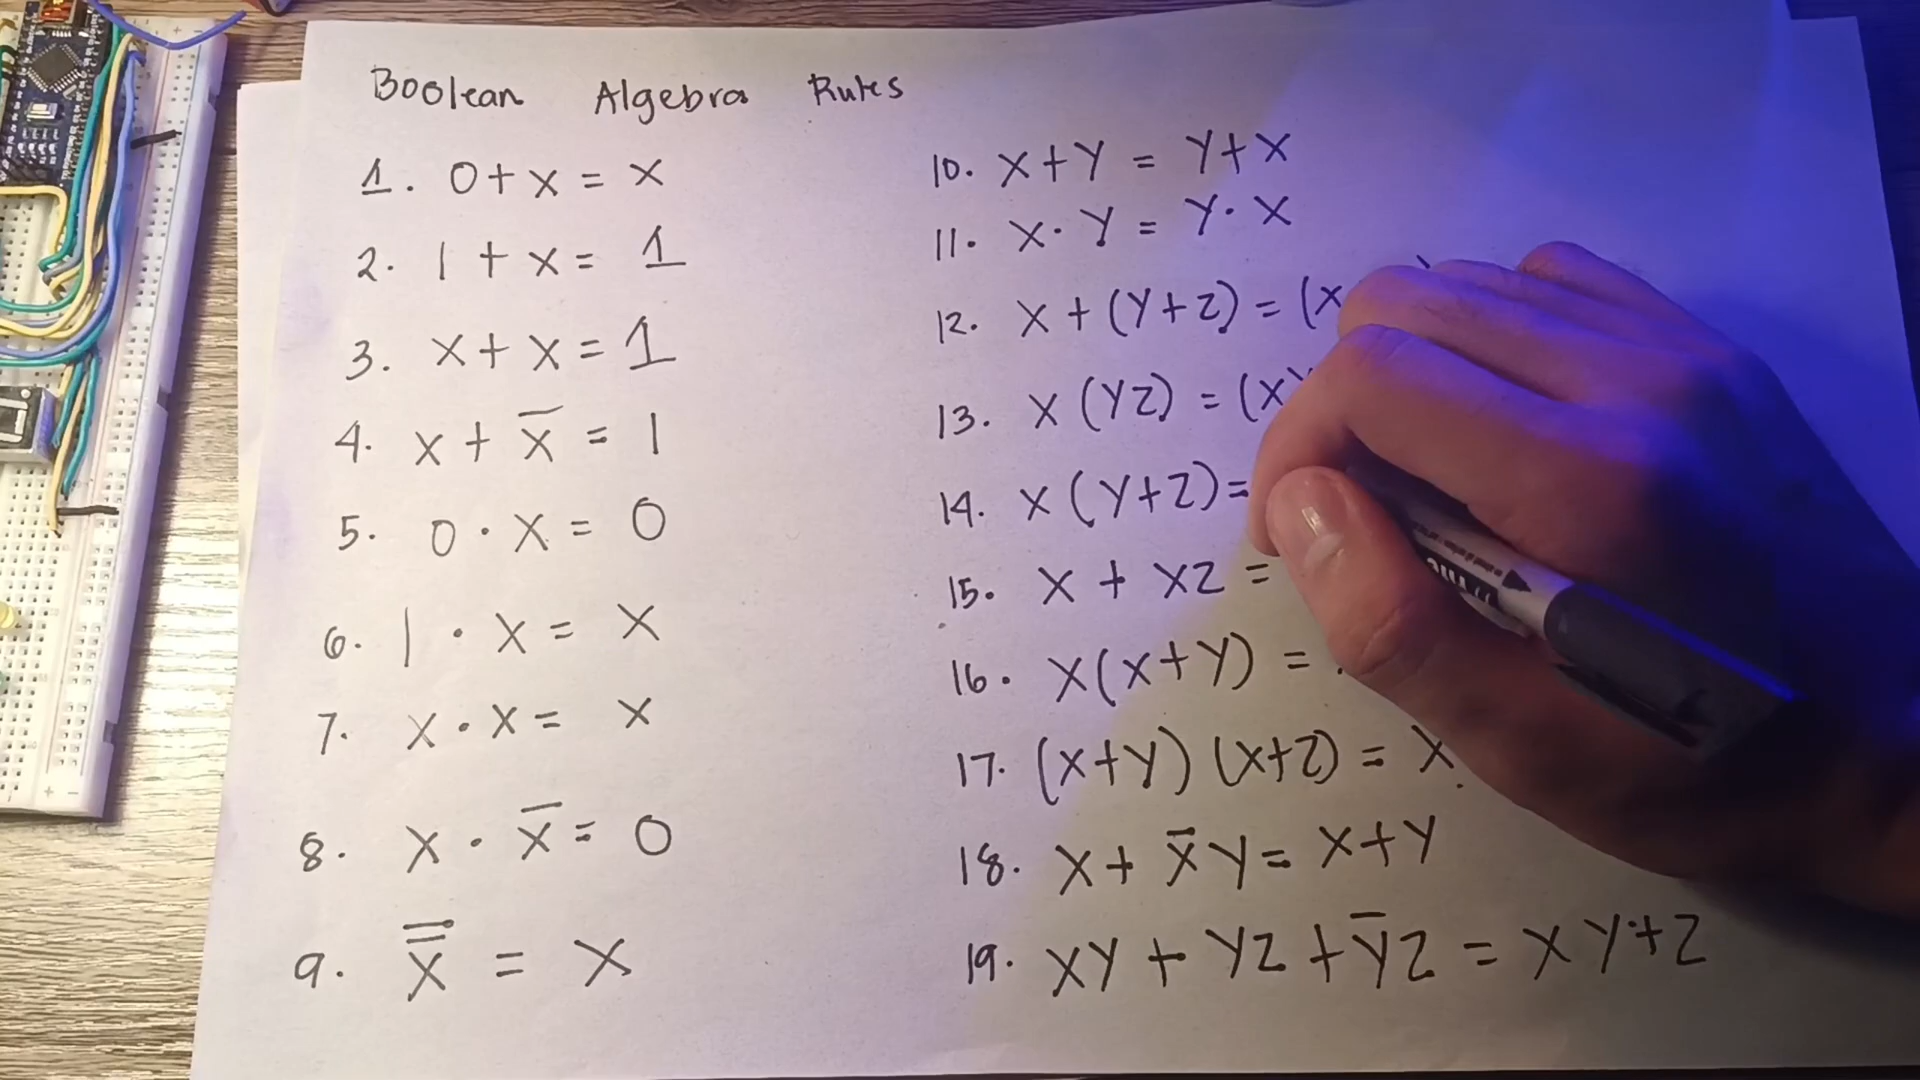 Boolean Algebra Rules
1. 0 + x = x
2. 1 + x = 1
3. x + x = 1
4. x + x̅ = 1
5. 0 · x = 0
6. 1 · x = x
7. x · x = x
8. x · x̅ = 0
9. x̿ = x
10. x + y = y + x
11. x · y = y · x
12. x + (y + z) = (x
13. x (yz) = (xy
14. x (y + z) =
15. x + xz =
16. x (x + y) =
17. (x + y) (x + z) = x
18. x + x̅y = x + y
19. xy + yz + y̅z = xy + z